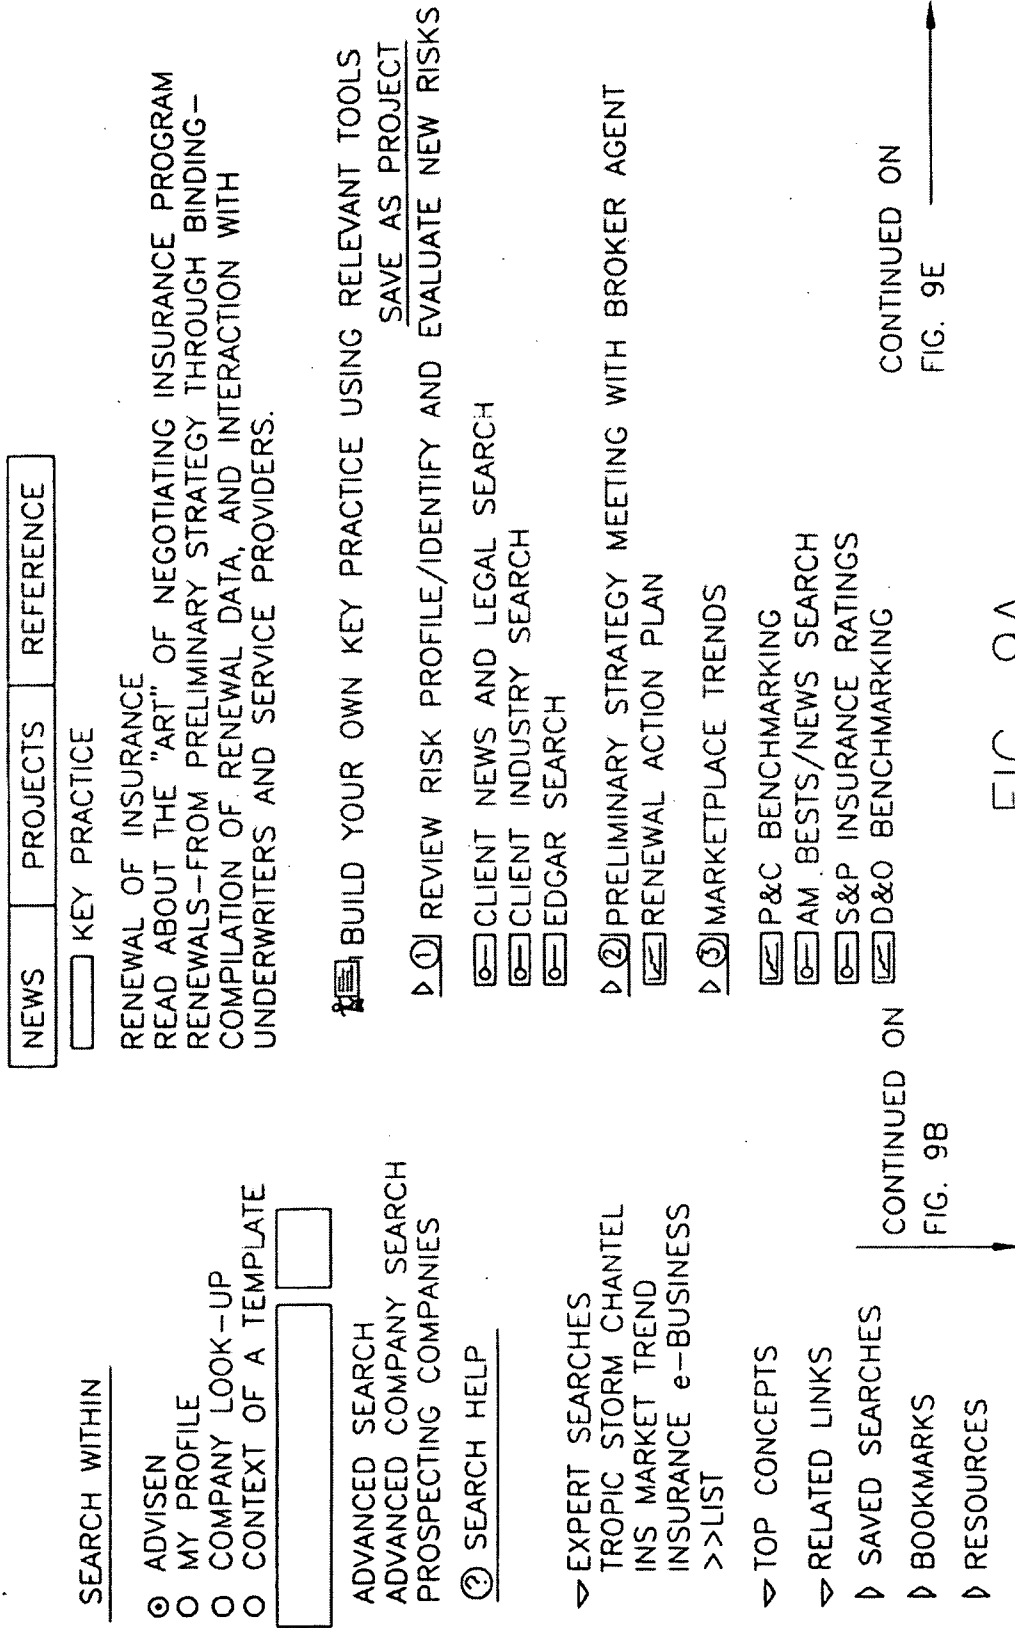 NEWS
PROJECTS
REFERENCE
KEY PRACTICE
RENEWAL OF INSURANCE
READ ABOUT THE "ART" OF NEGOTIATING INSURANCE PROGRAM
RENEWALS-FROM PRELIMINARY STRATEGY THROUGH BINDING-
COMPILATION OF RENEWAL DATA, AND INTERACTION WITH
UNDERWRITERS AND SERVICE PROVIDERS.
BUILD YOUR OWN KEY PRACTICE USING RELEVANT TOOLS
SAVE AS PROJECT
1 REVIEW RISK PROFILE/IDENTIFY AND EVALUATE NEW RISKS
CLIENT NEWS AND LEGAL SEARCH
CLIENT INDUSTRY SEARCH
EDGAR SEARCH
2 PRELIMINARY STRATEGY MEETING WITH BROKER AGENT
RENEWAL ACTION PLAN
3 MARKETPLACE TRENDS
P&C BENCHMARKING
AM BESTS/NEWS SEARCH
S&P INSURANCE RATINGS
D&O BENCHMARKING
CONTINUED ON
FIG. 9E
SEARCH WITHIN
ADVISEN
MY PROFILE
COMPANY LOOK-UP
CONTEXT OF A TEMPLATE
ADVANCED SEARCH
ADVANCED COMPANY SEARCH
PROSPECTING COMPANIES
? SEARCH HELP
EXPERT SEARCHES
TROPIC STORM CHANTEL
INS MARKET TREND
INSURANCE e-BUSINESS
>>LIST
TOP CONCEPTS
RELATED LINKS
SAVED SEARCHES
BOOKMARKS
RESOURCES
CONTINUED ON
FIG. 9B